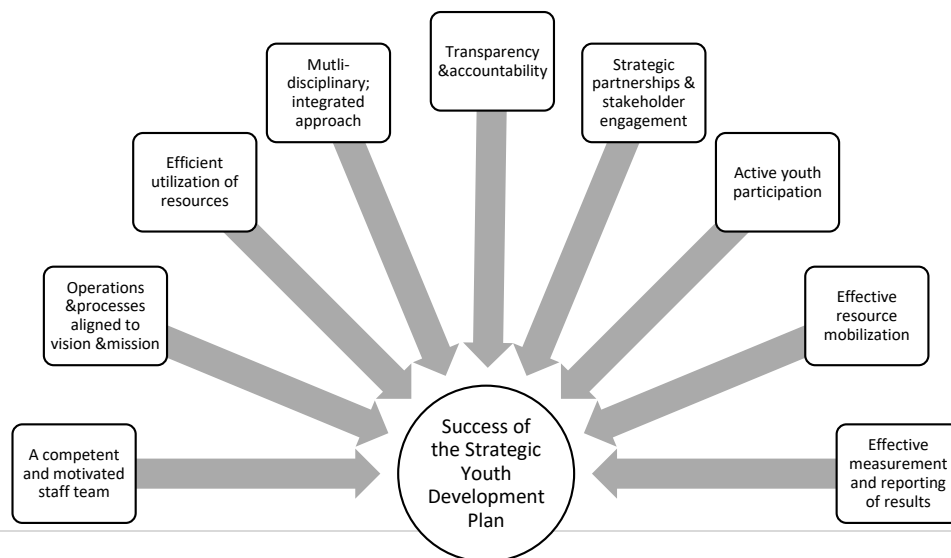 Transparency
&accountability
Mutli-
disciplinary;
integrated
approach
Strategic
partnerships &
stakeholder
engagement
Efficient
utilization of
resources
Active youth
participation
Operations
&processes
aligned to
vision &mission
Effective
resource
mobilization
A competent
and motivated
staff team
Success of
the Strategic
Youth
Development
Plan
Effective
measurement
and reporting
of results